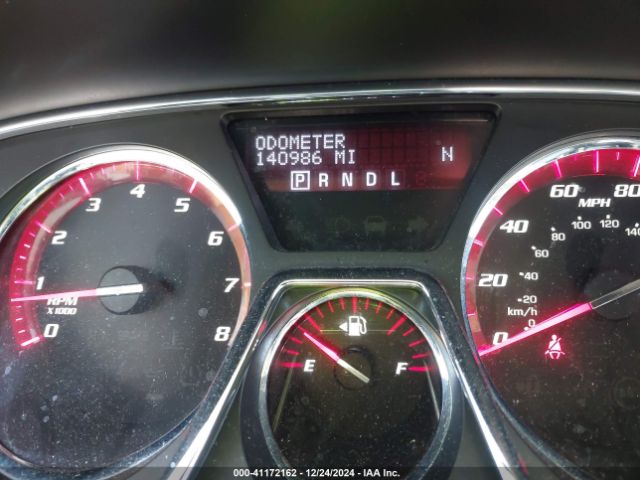 ODOMETER
140986 MI N
P R N D L
0 1 2 3 4 5 6 7 8
RPM
X1000
E F
0 20 40 60 80
MPH
0 20 40 60 80 100 120 140
km/h
000-41172162 - 12/24/2024 - IAA Inc.